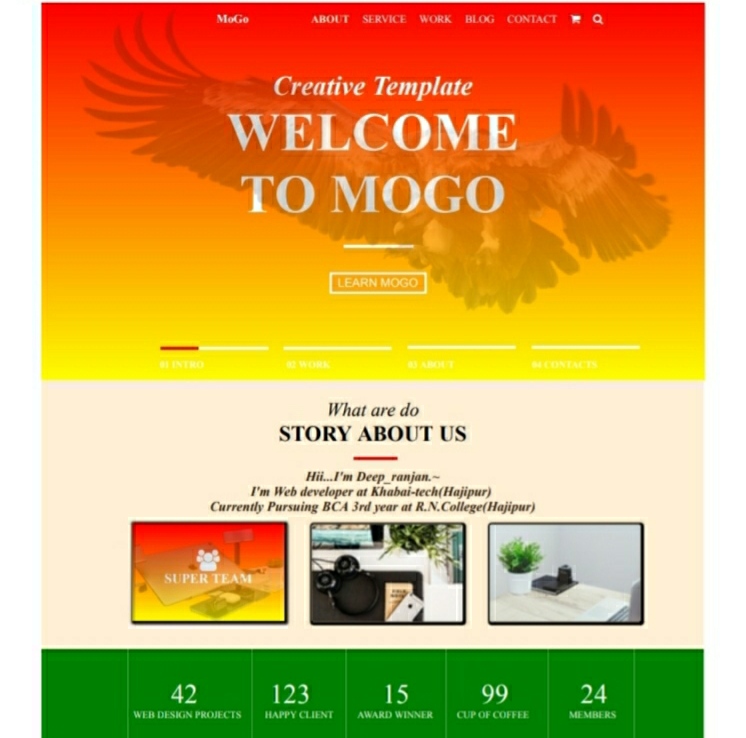 MoGo ABOUT SERVICE WORK BLOG CONTACT
Creative Template
WELCOME
TO MOGO
LEARN MOGO
01 INTRO 02 WORK 03 ABOUT 04 CONTACTS
What are do
STORY ABOUT US
Hii...I'm Deep_ranjan.~
I'm Web developer at Khabai-tech(Hajipur)
Currently Pursuing BCA 3rd year at R.N.College(Hajipur)
SUPER TEAM
42 123 15 99 24
WEB DESIGN PROJECTS HAPPY CLIENT AWARD WINNER CUP OF COFFEE MEMBERS